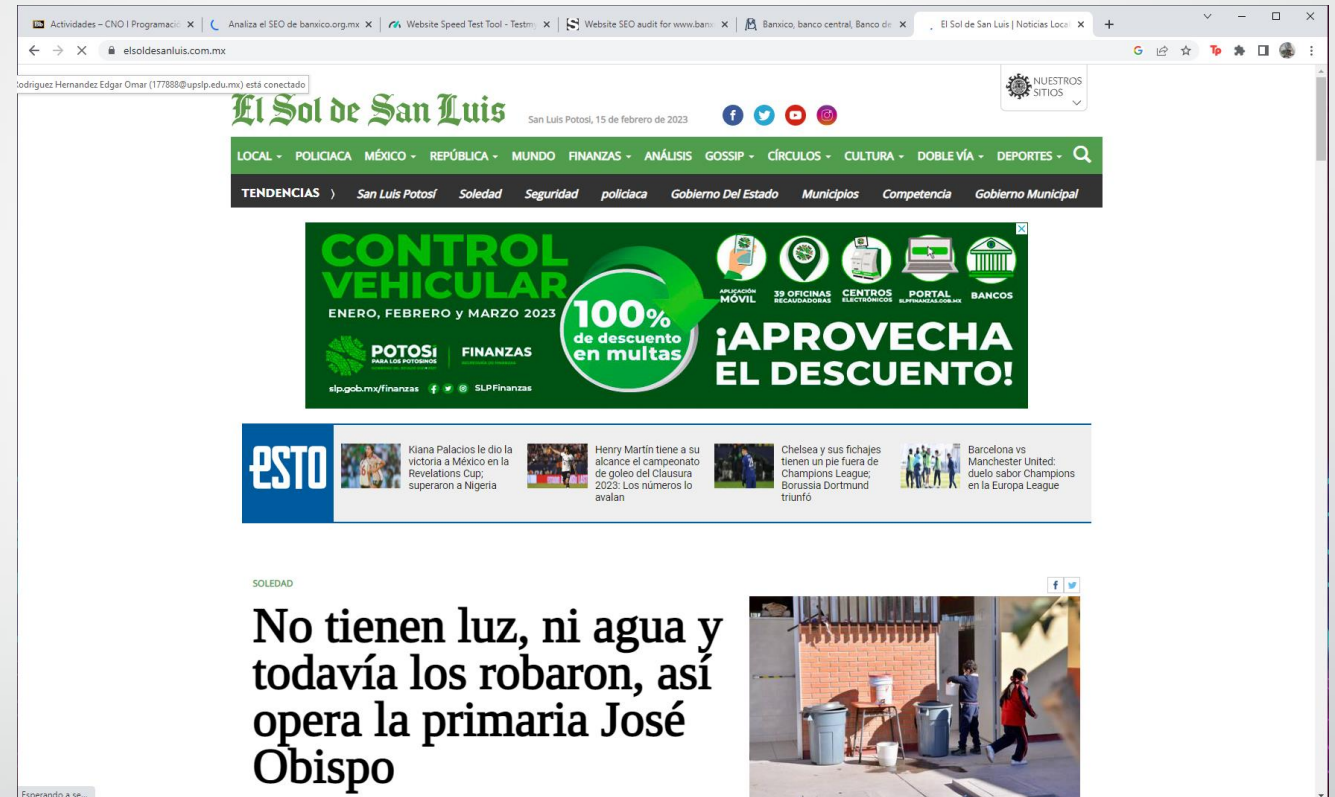 Actividades – CNO I Programació
Analiza el SEO de banxico.org.mx
Website Speed Test Tool - Testmy
Website SEO audit for www.banx
Banxico, banco central, Banco de
El Sol de San Luis | Noticias Local
elsoldesanluis.com.mx
Rodriguez Hernandez Edgar Omar (177888@upslp.edu.mx) está conectado
NUESTROS
SITIOS
El Sol de San Luis
San Luis Potosí, 15 de febrero de 2023
LOCAL POLICIACA MÉXICO REPÚBLICA MUNDO FINANZAS ANÁLISIS GOSSIP CÍRCULOS CULTURA DOBLE VÍA DEPORTES
TENDENCIAS San Luis Potosí Soledad Seguridad policiaca Gobierno Del Estado Municipios Competencia Gobierno Municipal
CONTROL
VEHICULAR
ENERO, FEBRERO y MARZO 2023
POTOSÍ
PARA LOS POTOSINOS
FINANZAS
slp.gob.mx/finanzas SLPFinanzas
100%
de descuento
en multas
APLICACIÓN
MÓVIL
39 OFICINAS
RECAUDADORAS
CENTROS
ELECTRÓNICOS
PORTAL
SLPFINANZAS.GOB.MX
BANCOS
¡APROVECHA
EL DESCUENTO!
ESTO
Kiana Palacios le dio la
victoria a México en la
Revelations Cup;
superaron a Nigeria
Henry Martín tiene a su
alcance el campeonato
de goleo del Clausura
2023: Los números lo
avalan
Chelsea y sus fichajes
tienen un pie fuera de
Champions League;
Borussia Dortmund
triunfó
Barcelona vs
Manchester United:
duelo sabor Champions
en la Europa League
SOLEDAD
No tienen luz, ni agua y
todavía los robaron, así
opera la primaria José
Obispo
Esperando a se...